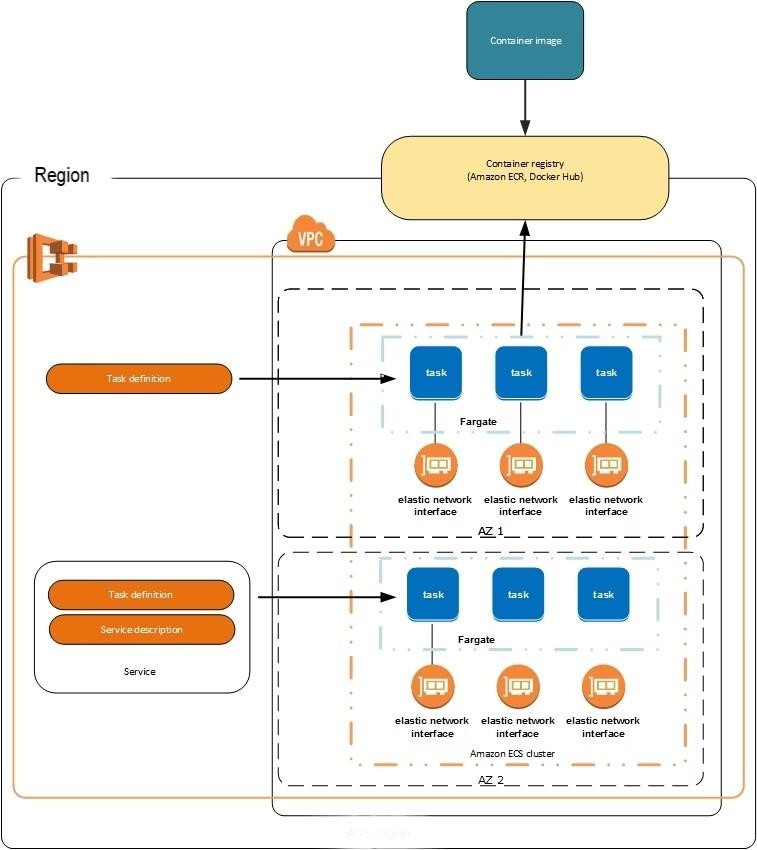 Container image
Container registry
(Amazon ECR, Docker Hub)
Region
VPC
Task definition
task
task
task
Fargate
elastic network
interface
elastic network
interface
elastic network
interface
AZ 1
Task definition
Service description
Service
task
task
task
Fargate
elastic network
interface
elastic network
interface
elastic network
interface
Amazon ECS cluster
AZ 2